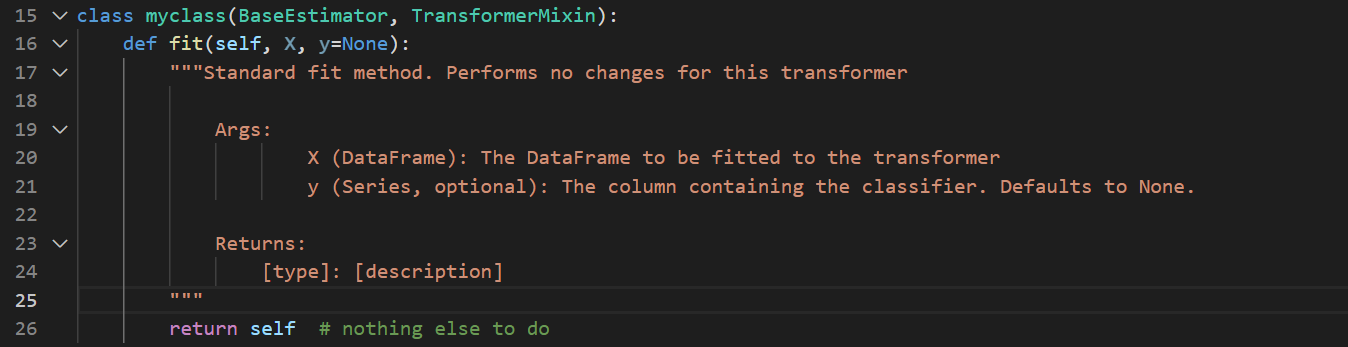 15 class myclass(BaseEstimator, TransformerMixin):
16     def fit(self, X, y=None):
17         """Standard fit method. Performs no changes for this transformer
18
19             Args:
20                     X (DataFrame): The DataFrame to be fitted to the transformer
21                     y (Series, optional): The column containing the classifier. Defaults to None.
22
23             Returns:
24                 [type]: [description]
25         """
26         return self  # nothing else to do